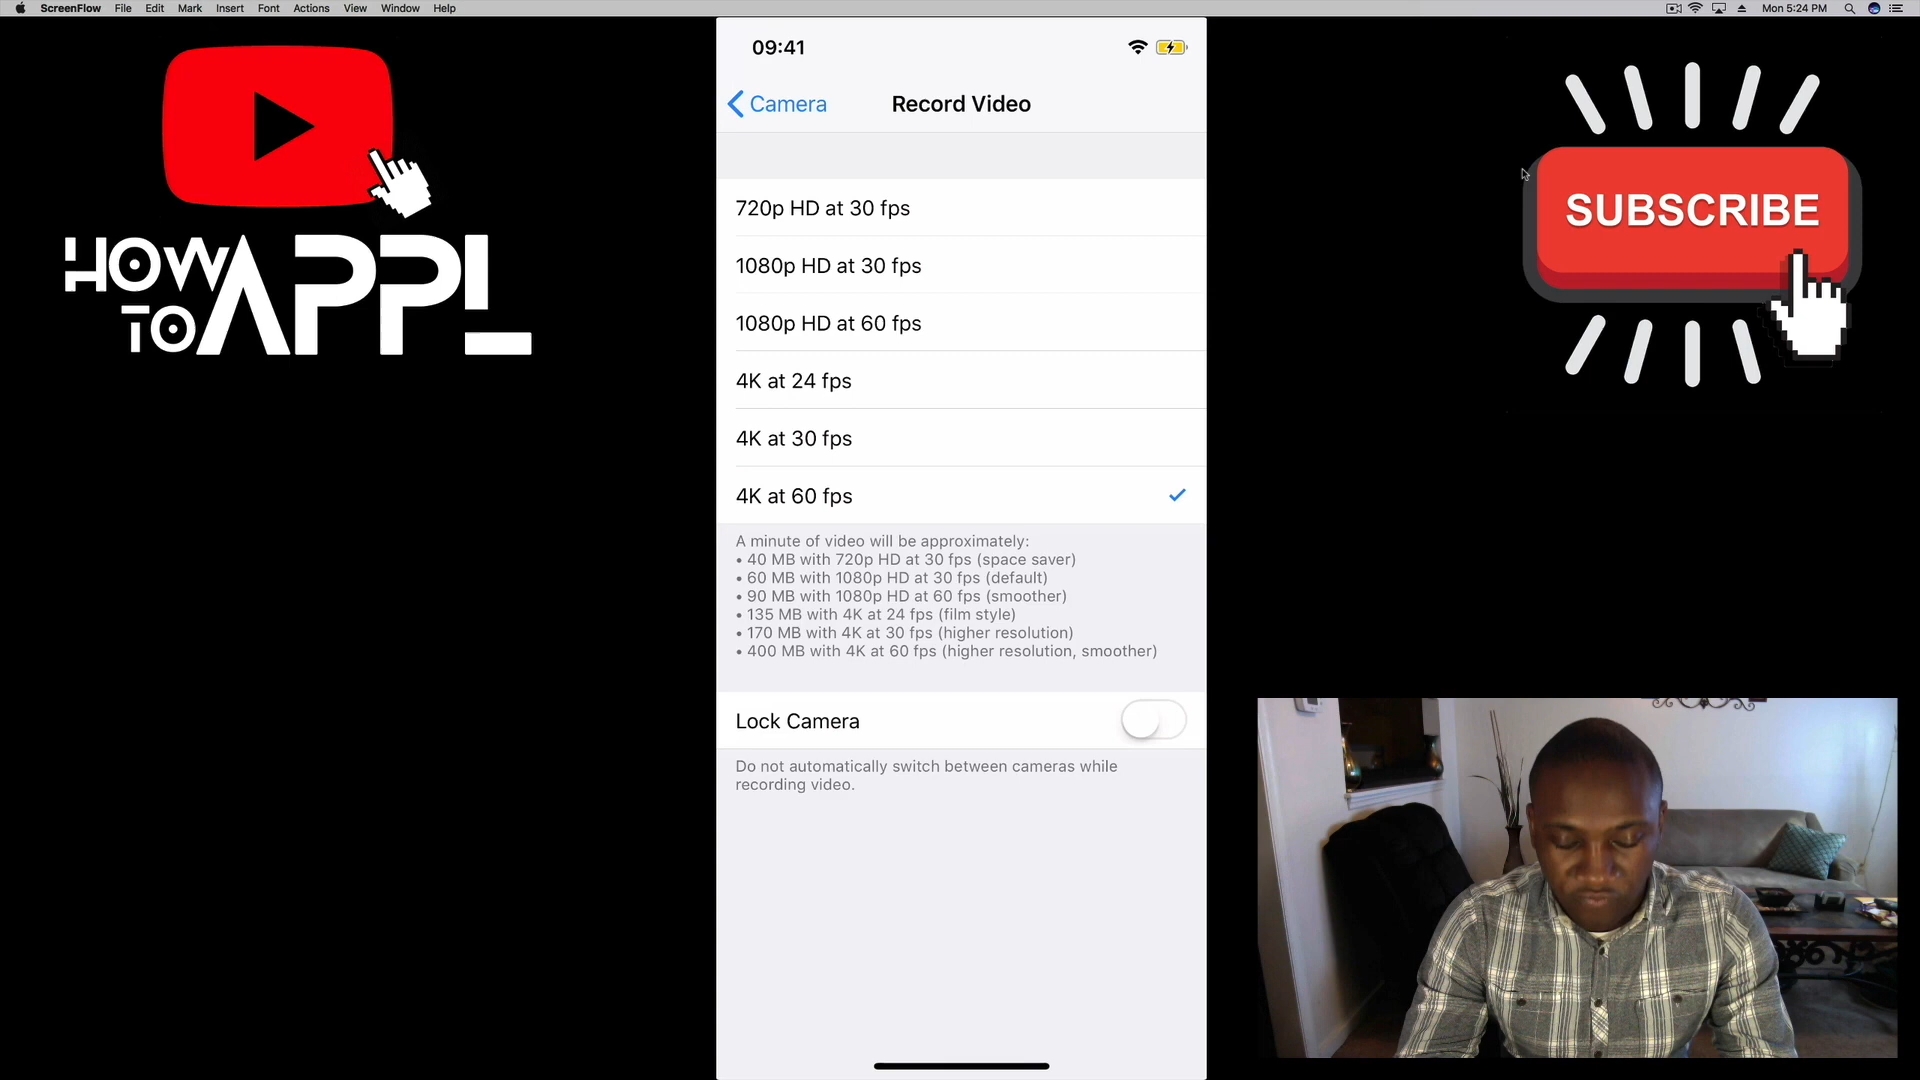 ScreenFlow File Edit Mark Insert Font Actions View Window Help Mon 5:24 PM
HOW
TO APPL
SUBSCRIBE
09:41
Camera Record Video
720p HD at 30 fps
1080p HD at 30 fps
1080p HD at 60 fps
4K at 24 fps
4K at 30 fps
4K at 60 fps
A minute of video will be approximately:
• 40 MB with 720p HD at 30 fps (space saver)
• 60 MB with 1080p HD at 30 fps (default)
• 90 MB with 1080p HD at 60 fps (smoother)
• 135 MB with 4K at 24 fps (film style)
• 170 MB with 4K at 30 fps (higher resolution)
• 400 MB with 4K at 60 fps (higher resolution, smoother)
Lock Camera
Do not automatically switch between cameras while
recording video.